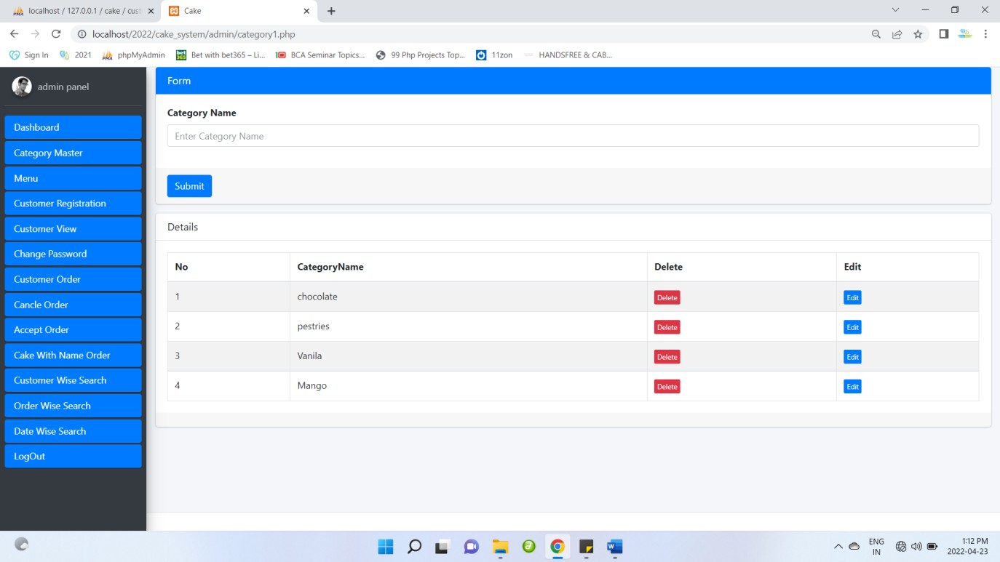 localhost / 127.0.0.1 / cake / cust
Cake
localhost/2022/cake_system/admin/category1.php
Sign In
2021
phpMyAdmin
bet365
Bet with bet365 – Li...
BCA Seminar Topics...
99 Php Projects Top...
11zon
HANDSFREE & CAB...
admin panel
Dashboard
Category Master
Menu
Customer Registration
Customer View
Change Password
Customer Order
Cancle Order
Accept Order
Cake With Name Order
Customer Wise Search
Order Wise Search
Date Wise Search
LogOut
Form
Category Name
Enter Category Name
Submit
Details
No CategoryName Delete Edit
1 chocolate Delete Edit
2 pestries Delete Edit
3 Vanila Delete Edit
4 Mango Delete Edit
ENG
IN
1:12 PM
2022-04-23